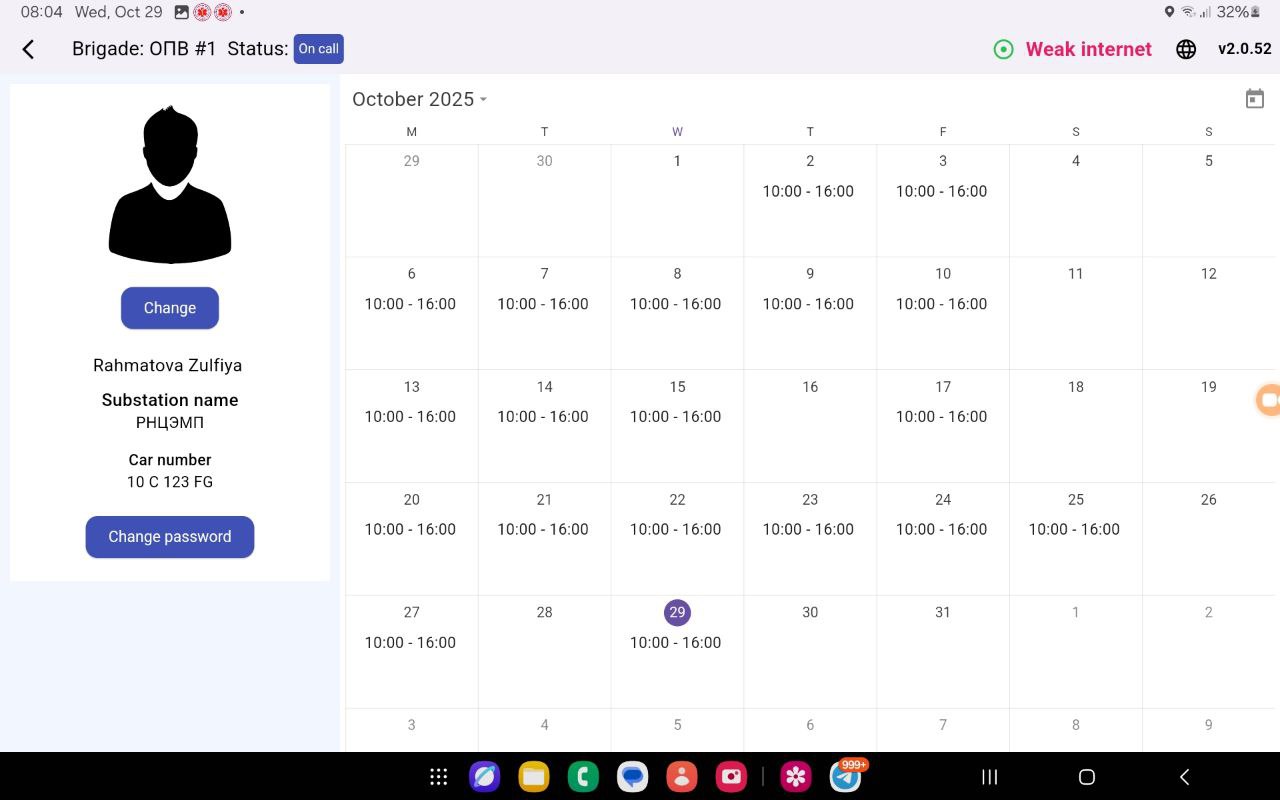 08:04 Wed, Oct 29
32%
Brigade: ОПВ #1 Status: On call
Weak internet
v2.0.52
Change
Rahmatova Zulfiya
Substation name
РНЦЭМП
Car number
10 C 123 FG
Change password
October 2025
M T W T F S S
29 30 1 2 3 4 5
10:00 - 16:00 10:00 - 16:00
6 7 8 9 10 11 12
10:00 - 16:00 10:00 - 16:00 10:00 - 16:00 10:00 - 16:00 10:00 - 16:00
13 14 15 16 17 18 19
10:00 - 16:00 10:00 - 16:00 10:00 - 16:00 10:00 - 16:00
20 21 22 23 24 25 26
10:00 - 16:00 10:00 - 16:00 10:00 - 16:00 10:00 - 16:00 10:00 - 16:00 10:00 - 16:00
27 28 29 30 31 1 2
10:00 - 16:00 10:00 - 16:00
3 4 5 6 7 8 9
999+